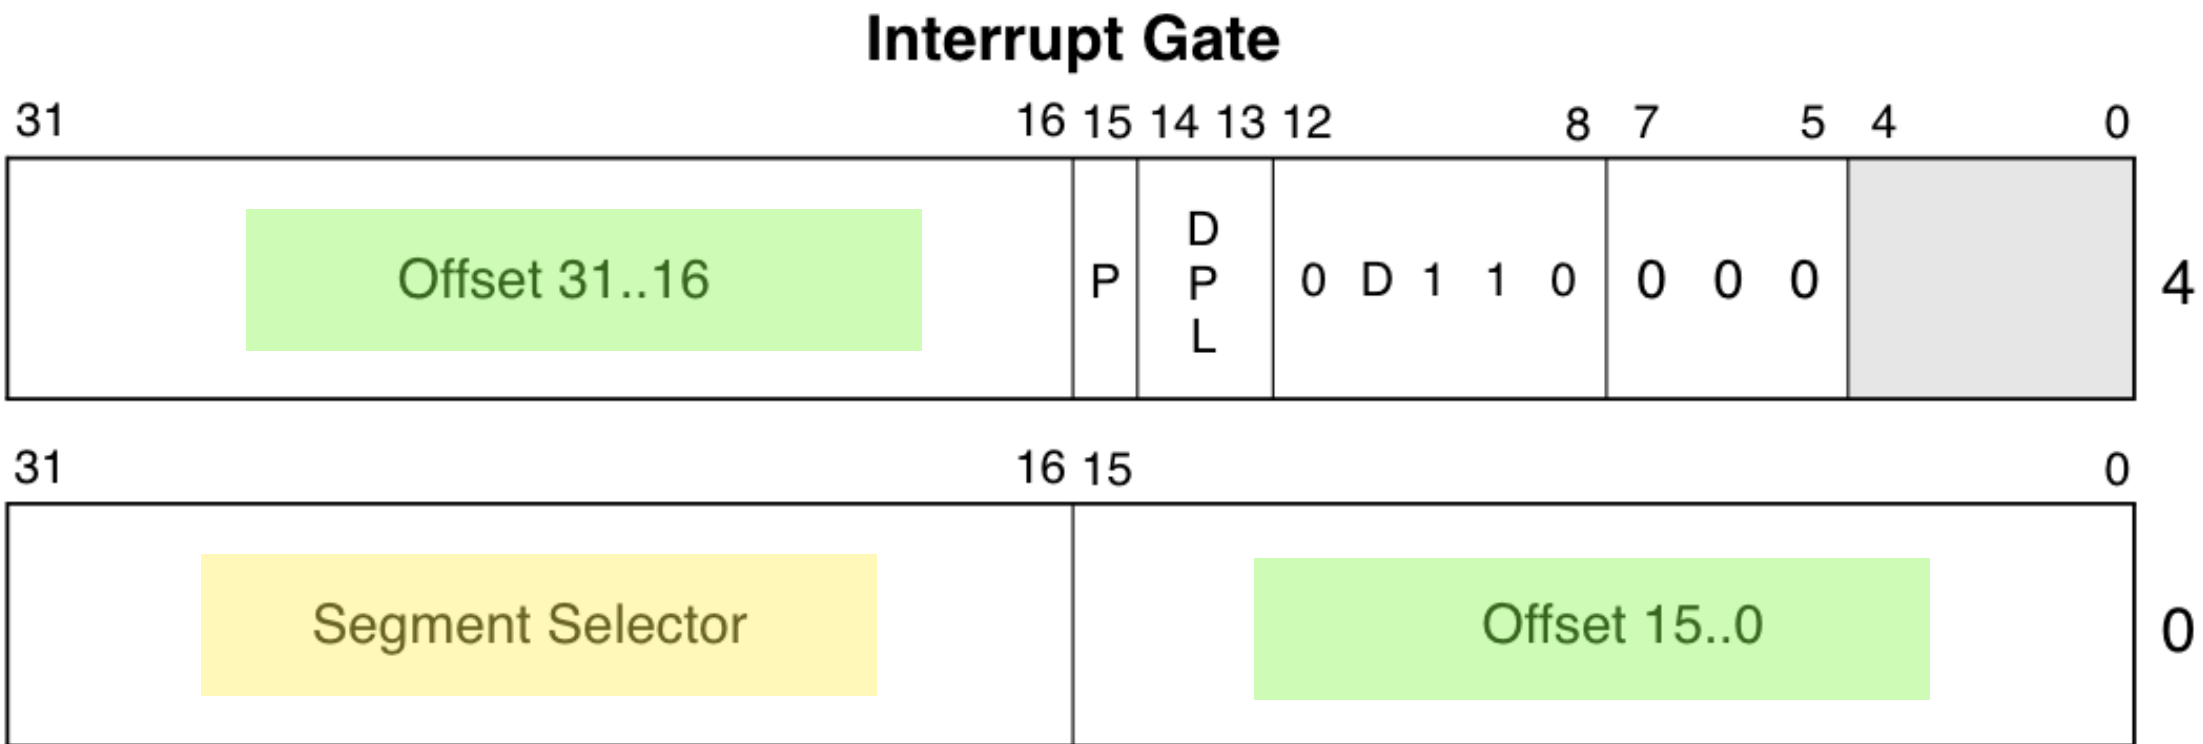 Interrupt Gate
31 16 15 14 13 12 8 7 5 4 0
Offset 31..16 P D P L 0 D 1 1 0 0 0 0 4
31 16 15 0
Segment Selector Offset 15..0 0